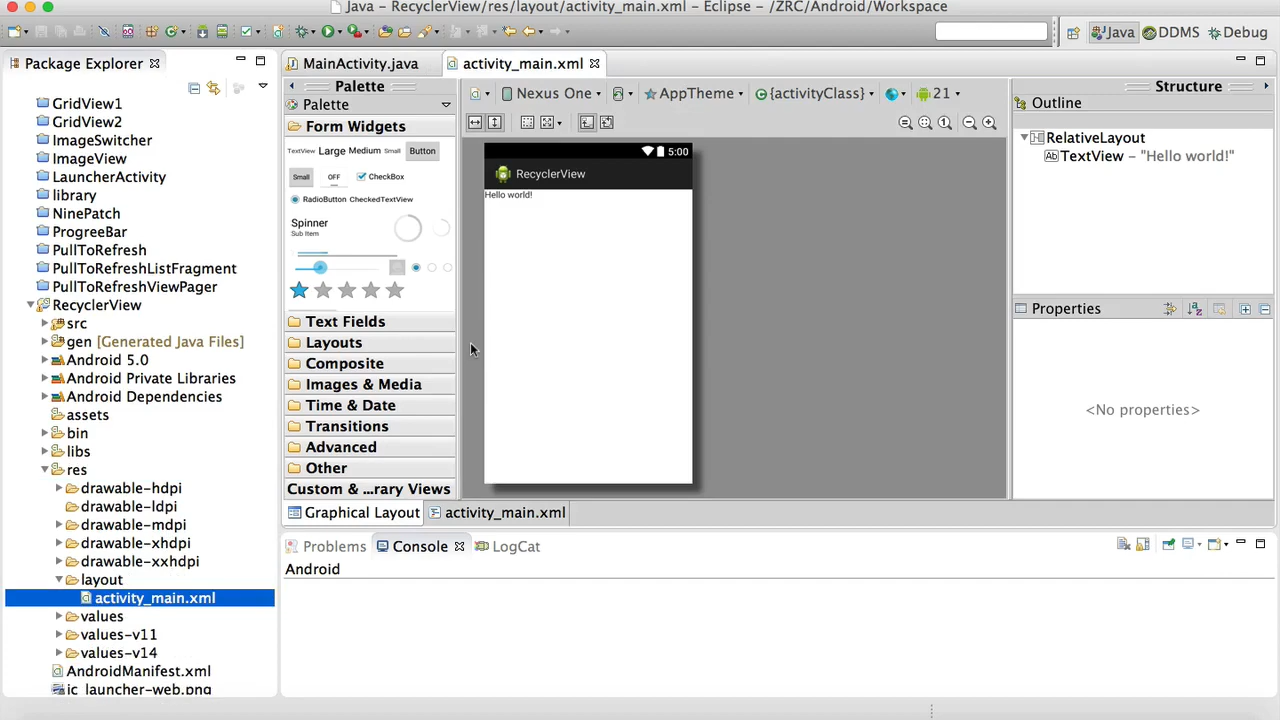 Java – RecyclerView/res/layout/activity_main.xml – Eclipse – /ZRC/Android/Workspace
Java
DDMS
Debug
Package Explorer
GridView1
GridView2
ImageSwitcher
ImageView
LauncherActivity
library
NinePatch
ProgreeBar
PullToRefresh
PullToRefreshListFragment
PullToRefreshViewPager
RecyclerView
src
gen [Generated Java Files]
Android 5.0
Android Private Libraries
Android Dependencies
assets
bin
libs
res
drawable-hdpi
drawable-ldpi
drawable-mdpi
drawable-xhdpi
drawable-xxhdpi
layout
activity_main.xml
values
values-v11
values-v14
AndroidManifest.xml
ic_launcher-web.png
MainActivity.java
activity_main.xml
Palette
Palette
Form Widgets
TextView Large Medium Small Button
Small OFF CheckBox
RadioButton CheckedTextView
Spinner
Sub Item
Text Fields
Layouts
Composite
Images & Media
Time & Date
Transitions
Advanced
Other
Custom & ...rary Views
Nexus One
AppTheme
{activityClass}
21
5:00
RecyclerView
Hello world!
Graphical Layout
activity_main.xml
Structure
Outline
RelativeLayout
Ab TextView – "Hello world!"
Properties
<No properties>
Problems
Console
LogCat
Android